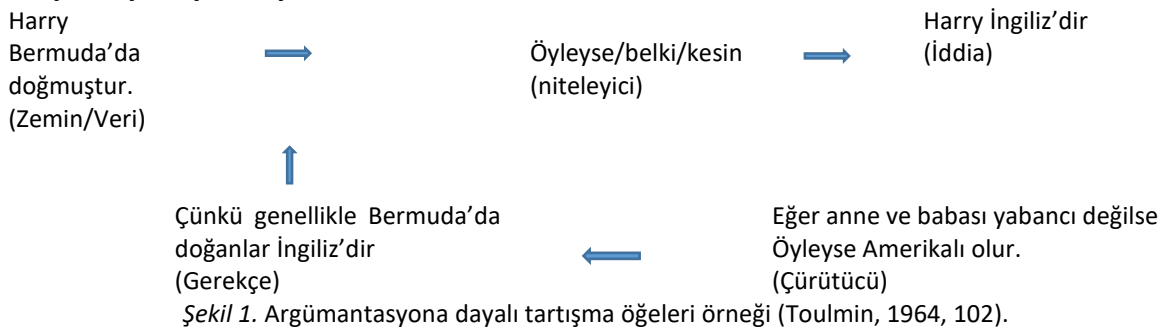 Harry
Bermuda’da
doğmuştur.
(Zemin/Veri)
Öyleyse/belki/kesin
(niteleyici)
Harry İngiliz’dir
(İddia)
Çünkü genellikle Bermuda’da
doğanlar İngiliz’dir
(Gerekçe)
Eğer anne ve babası yabancı değilse
Öyleyse Amerikalı olur.
(Çürütücü)
Şekil 1. Argümantasyona dayalı tartışma öğeleri örneği (Toulmin, 1964, 102).